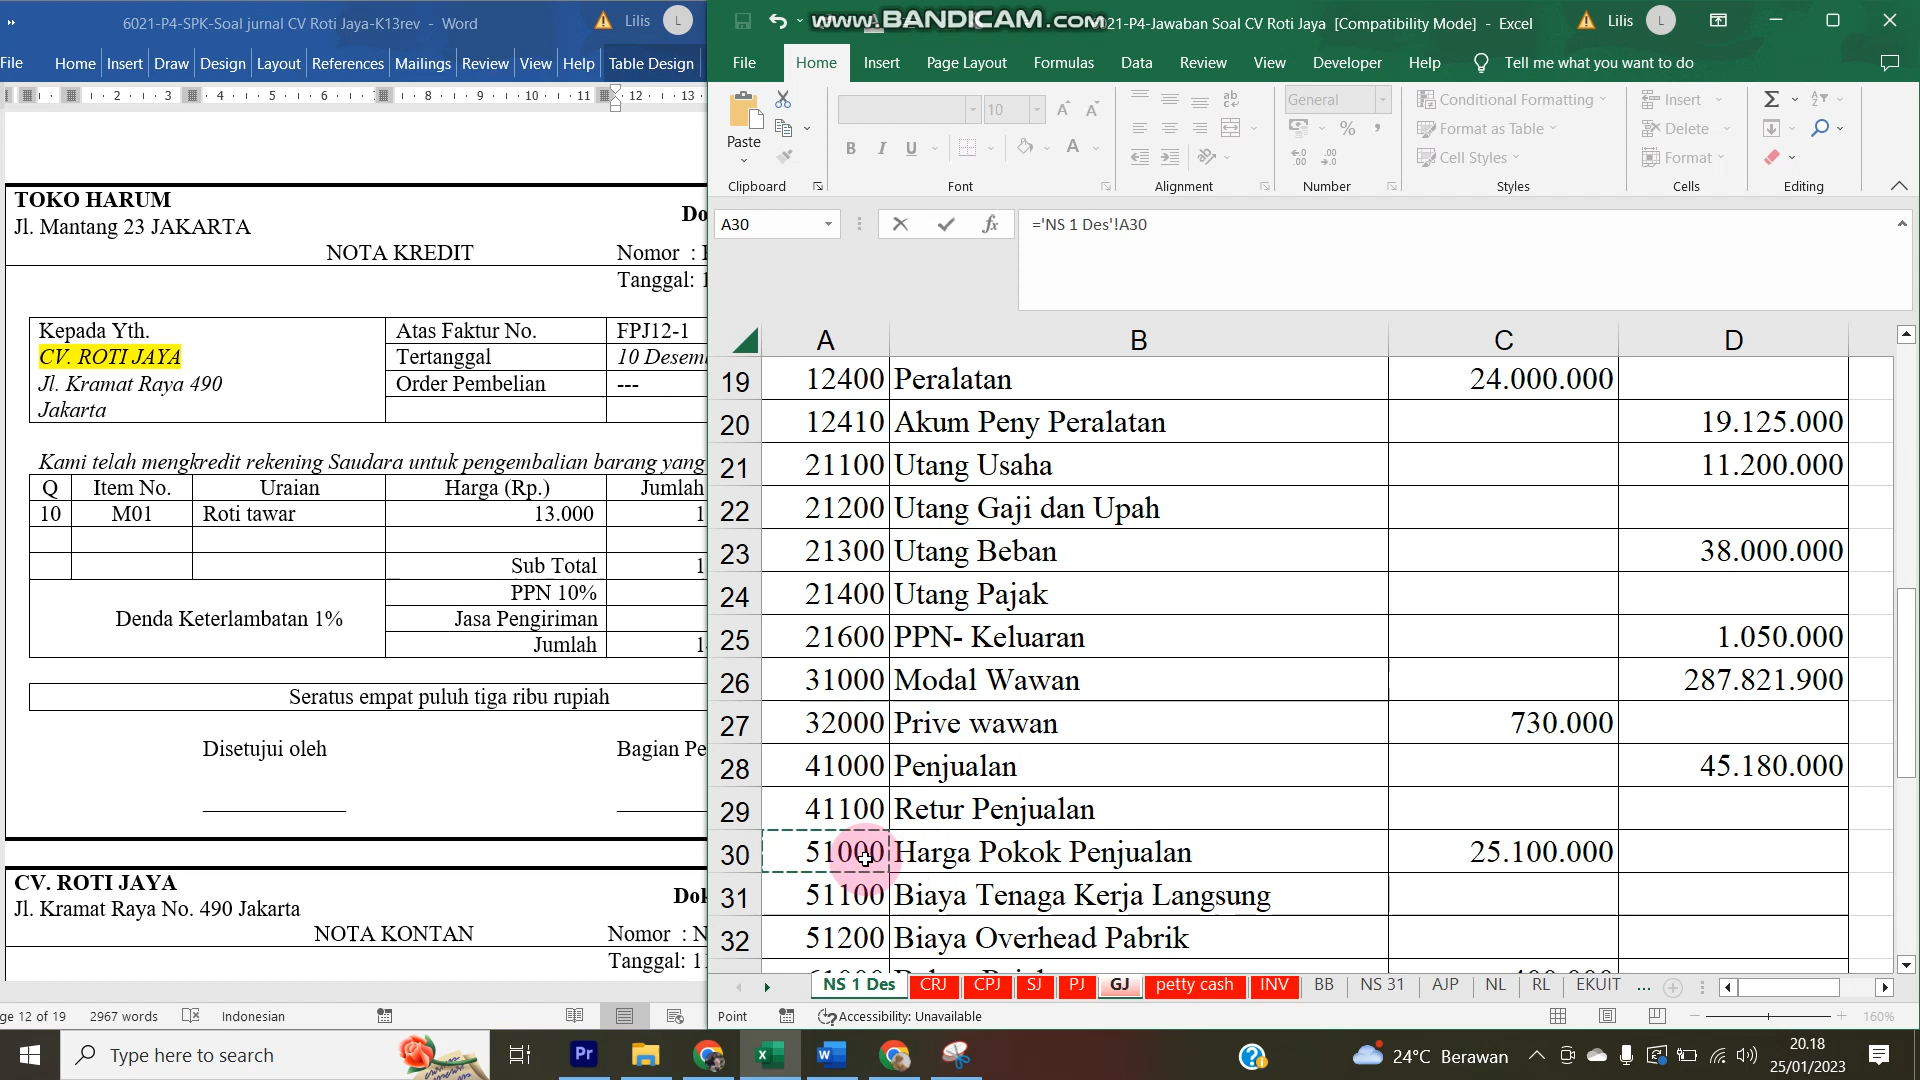 6021-P4-SPK-Soal jurnal CV Roti Jaya-K13rev - Word
Lilis
L
File Home Insert Draw Design Layout References Mailings Review View Help Table Design
2 3 4 5 6 7 8 9 10 11 12 13
TOKO HARUM
Jl. Mantang 23 JAKARTA
NOTA KREDIT
Nomor :
Tanggal:
Kepada Yth. Atas Faktur No. FPJ12-1
CV. ROTI JAYA Tertanggal 10
Jl. Kramat Raya 490 Order Pembelian ---
Jakarta
Kami telah mengkredit rekening Saudara untuk pengembalian barang yang
Q Item No. Uraian Harga (Rp.) Jumlah
10 M01 Roti tawar 13.000
Sub Total
PPN 10%
Denda Keterlambatan 1% Jasa Pengiriman
Jumlah
Seratus empat puluh tiga ribu rupiah
Disetujui oleh
CV. ROTI JAYA
Jl. Kramat Raya No. 490 Jakarta
NOTA KONTAN
Nomor :
Tanggal:
2967 words Indonesian
www.BANDICAM.com
6021-P4-Jawaban Soal CV Roti Jaya [Compatibility Mode] - Excel
Lilis
L
File Home Insert Page Layout Formulas Data Review View Developer Help Tell me what you want to do
Paste
10
B I U A
General
Conditional Formatting
Format as Table
Cell Styles
Insert
Delete
Format
Clipboard Font Alignment Number Styles Cells Editing
A30
='NS 1 Des'!A30
A B C D
19 12400 Peralatan 24.000.000
20 12410 Akum Peny Peralatan 19.125.000
21 21100 Utang Usaha 11.200.000
22 21200 Utang Gaji dan Upah
23 21300 Utang Beban 38.000.000
24 21400 Utang Pajak
25 21600 PPN- Keluaran 1.050.000
26 31000 Modal Wawan 287.821.900
27 32000 Prive wawan 730.000
28 41000 Penjualan 45.180.000
29 41100 Retur Penjualan
30 51000 Harga Pokok Penjualan 25.100.000
31 51100 Biaya Tenaga Kerja Langsung
32 51200 Biaya Overhead Pabrik
NS 1 Des CRJ CPJ SJ PJ GJ petty cash INV BB NS 31 AJP NL RL EKUIT ...
Point Accessibility: Unavailable 160%
Type here to search
24°C Berawan
20.18
25/01/2023